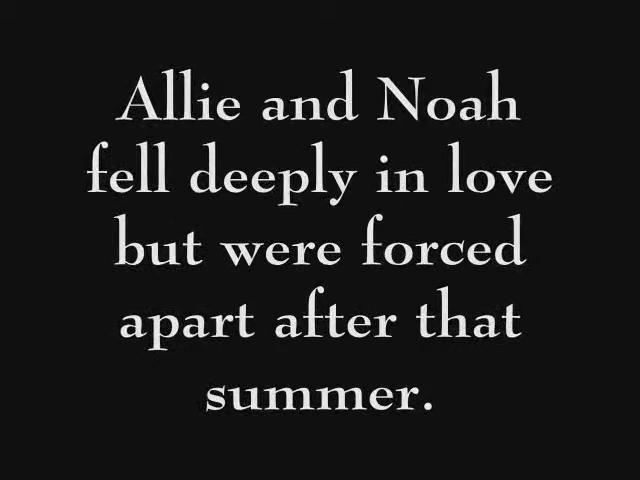 Allie and Noah
fell deeply in love
but were forced
apart after that
summer.